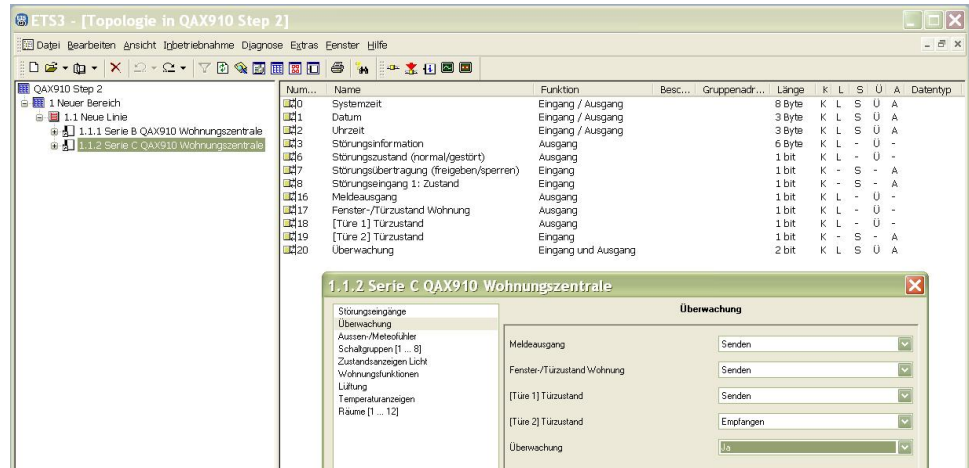 ETS3 - [Topologie in QAX910 Step 2]
Datei Bearbeiten Ansicht Inbetriebnahme Diagnose Extras Fenster Hilfe
QAX910 Step 2
1 Neuer Bereich
1.1 Neue Linie
1.1.1 Serie B QAX910 Wohnungszentrale
1.1.2 Serie C QAX910 Wohnungszentrale
Num... Name Funktion Besc... Gruppenadr... Länge K L S Ü A Datentyp
0 Systemzeit Eingang / Ausgang 8 Byte K L S Ü A
1 Datum Eingang / Ausgang 3 Byte K L S Ü A
2 Uhrzeit Eingang / Ausgang 3 Byte K L S Ü A
3 Störungsinformation Ausgang 6 Byte K L - Ü -
6 Störungszustand (normal/gestört) Ausgang 1 bit K L - Ü -
7 Störungsübertragung (freigeben/sperren) Eingang 1 bit K - S - A
8 Störungseingang 1: Zustand Eingang 1 bit K - S - A
16 Meldeausgang Ausgang 1 bit K L - Ü -
17 Fenster-/Türzustand Wohnung Ausgang 1 bit K L - Ü -
18 [Türe 1] Türzustand Ausgang 1 bit K L - Ü -
19 [Türe 2] Türzustand Eingang 1 bit K - S - A
20 Überwachung Eingang und Ausgang 2 bit K L S Ü A
1.1.2 Serie C QAX910 Wohnungszentrale
Störungseingänge
Überwachung
Aussen-/Meteofühler
Schaltgruppen [1 ... 8]
Zustandsanzeigen Licht
Wohnungsfunktionen
Lüftung
Temperaturanzeigen
Räume [1 ... 12]
Überwachung
Meldeausgang Senden
Fenster-/Türzustand Wohnung Senden
[Türe 1] Türzustand Senden
[Türe 2] Türzustand Empfangen
Überwachung Ja